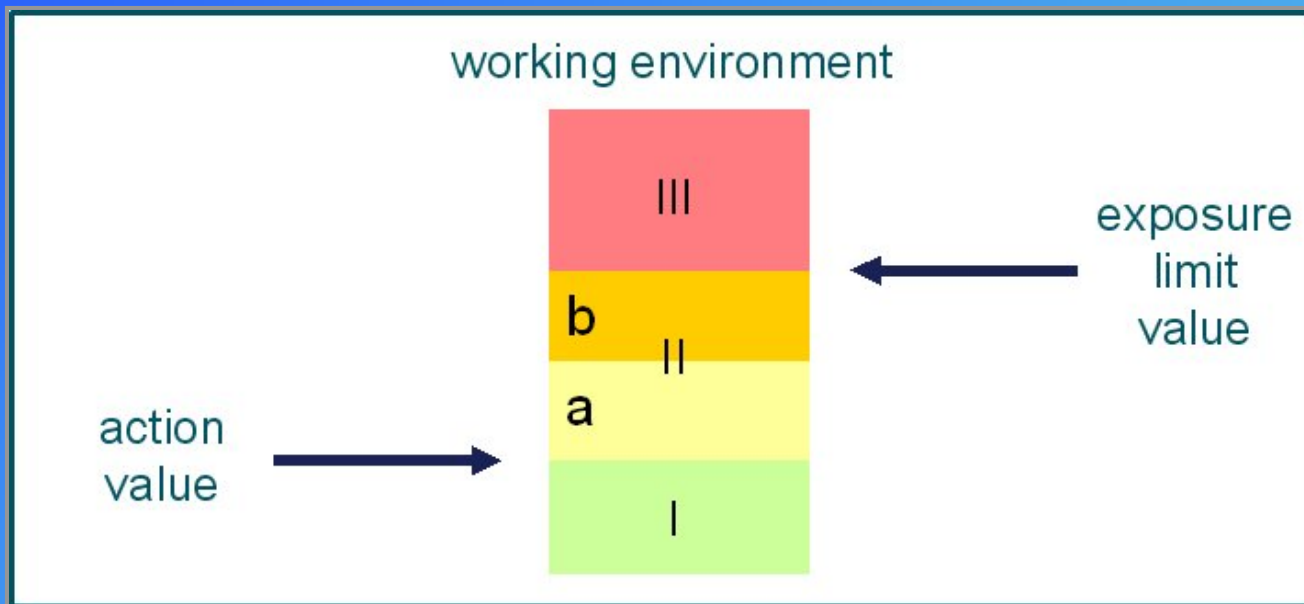 working environment
III
exposure
limit
value
b
II
a
action
value
I